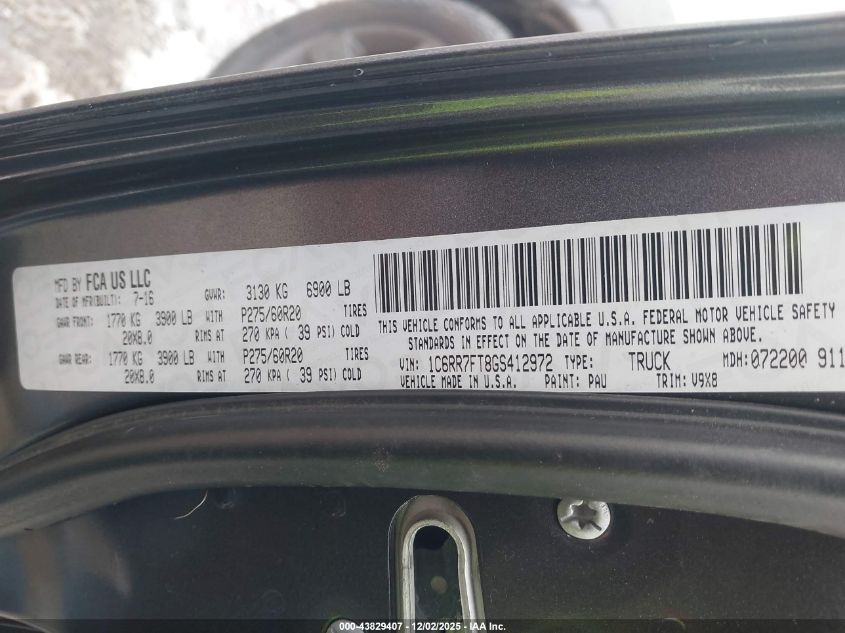 MFD BY FCA US LLC
DATE OF MFR(BUILT): 7-16 GVWR: 3130 KG 6900 LB
GAWR FRONT: 1770 KG 3900 LB WITH P275/60R20 TIRES
20X8.0 RIMS AT 270 KPA ( 39 PSI) COLD
GAWR REAR: 1770 KG 3900 LB WITH P275/60R20 TIRES
20X8.0 RIMS AT 270 KPA ( 39 PSI) COLD
THIS VEHICLE CONFORMS TO ALL APPLICABLE U.S.A. FEDERAL MOTOR VEHICLE SAFETY
STANDARDS IN EFFECT ON THE DATE OF MANUFACTURE SHOWN ABOVE.
VIN: 1C6RR7FT8GS412972 TYPE: TRUCK MDH: 072200 911
VEHICLE MADE IN U.S.A. PAINT: PAU TRIM: V9X8
000-43829407 - 12/02/2025 - IAA Inc.